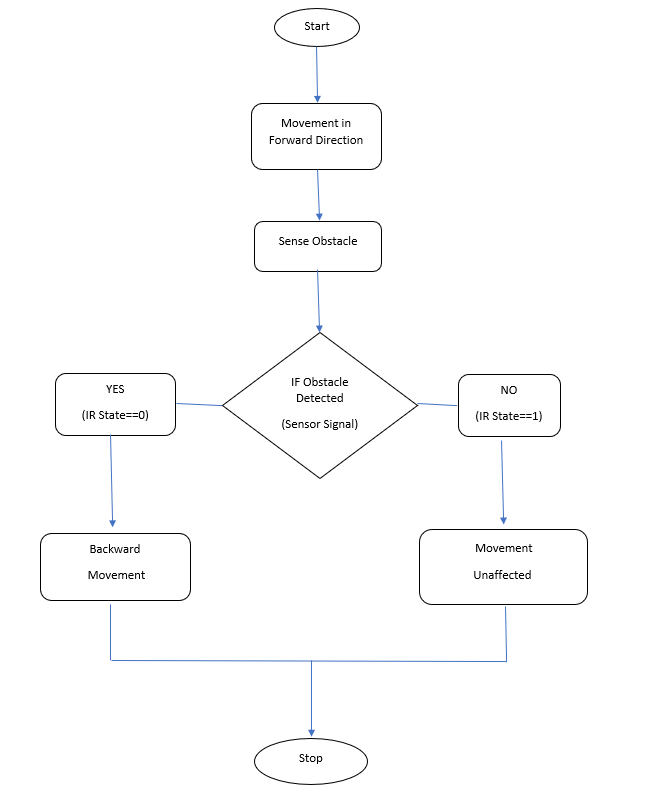 Start
Movement in
Forward Direction
Sense Obstacle
IF Obstacle
Detected
(Sensor Signal)
YES
(IR State==0)
NO
(IR State==1)
Backward
Movement
Movement
Unaffected
Stop